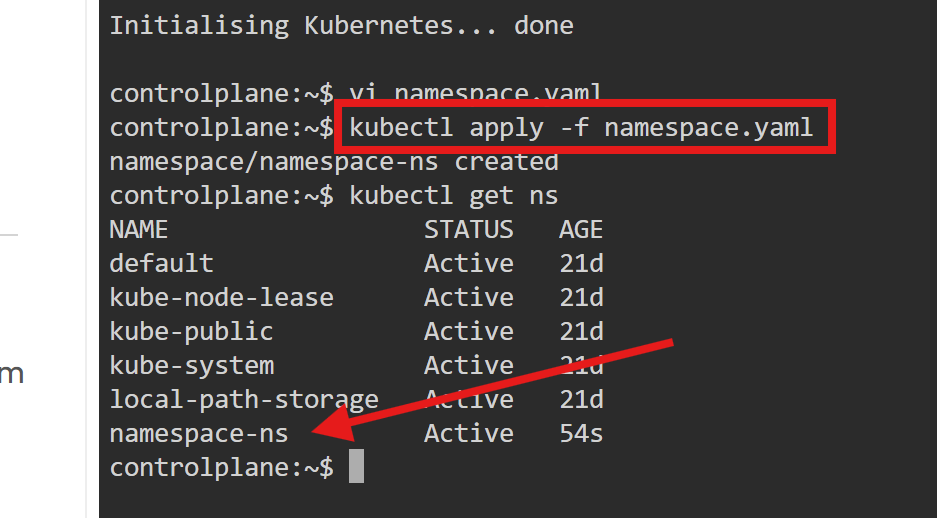 Initialising Kubernetes... done
controlplane:~$ vi namespace.yaml
controlplane:~$ kubectl apply -f namespace.yaml
namespace/namespace-ns created
controlplane:~$ kubectl get ns
NAME STATUS AGE
default Active 21d
kube-node-lease Active 21d
kube-public Active 21d
kube-system Active 21d
m
local-path-storage Active 21d
namespace-ns Active 54s
controlplane:~$